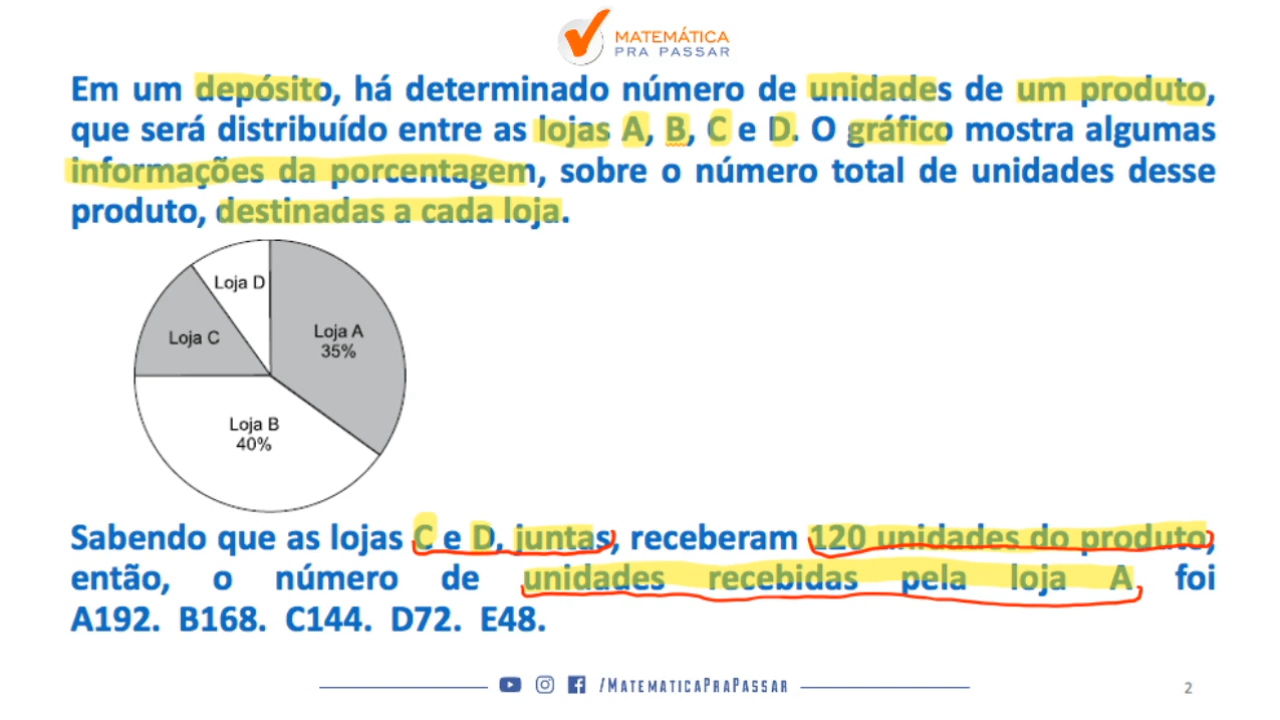 MATEMÁTICA
PRA PASSAR
Em um depósito, há determinado número de unidades de um produto,
que será distribuído entre as lojas A, B, C e D. O gráfico mostra algumas
informações da porcentagem, sobre o número total de unidades desse
produto, destinadas a cada loja.
Loja D
Loja A
35%
Loja C
Loja B
40%
Sabendo que as lojas C e D, juntas, receberam 120 unidades do produto,
então, o número de unidades recebidas pela loja A, foi
A192. B168. C144. D72. E48.
/MATEMATICAPRAPASSAR
2